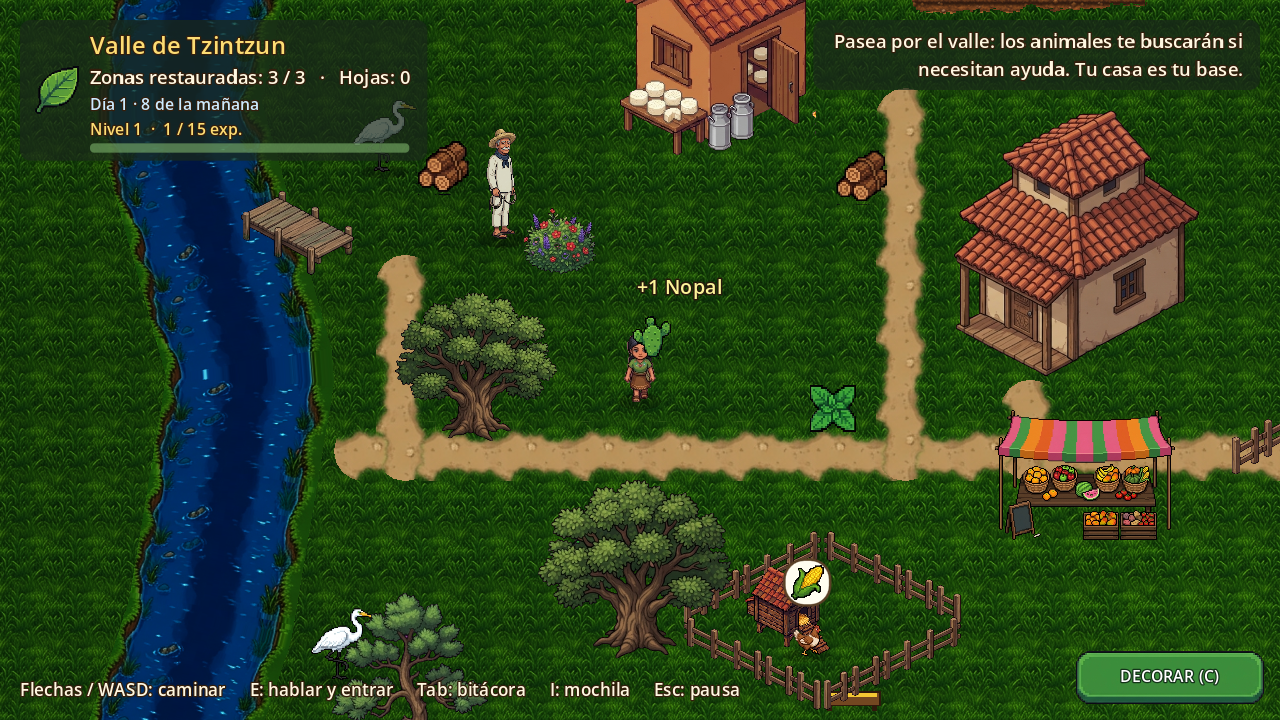 Valle de Tzintzun
Zonas restauradas: 3 / 3 · Hojas: 0
Día 1 · 8 de la mañana
Nivel 1 · 1 / 15 exp.
Pasea por el valle: los animales te buscarán si
necesitan ayuda. Tu casa es tu base.
+1 Nopal
Flechas / WASD: caminar E: hablar y entrar Tab: bitácora I: mochila Esc: pausa
DECORAR (C)